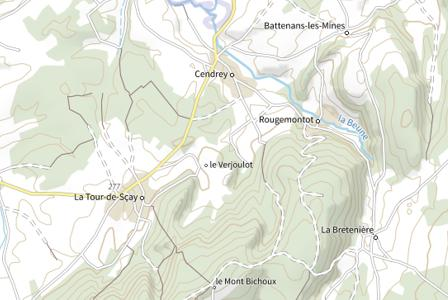 Battenans-les-Mines
Cendrey
Rougemontot
la Beune
le Verjoulot
277
La Tour-de-Sçay
La Bretenière
le Mont Bichoux